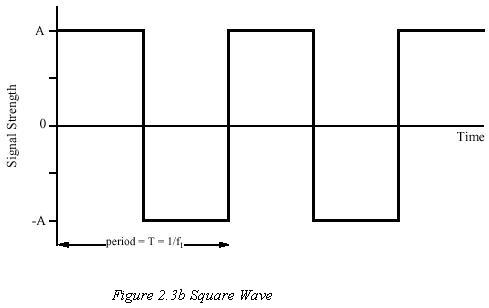 A
Signal Strength
0
Time
-A
period = T = 1/f₁
Figure 2.3b Square Wave